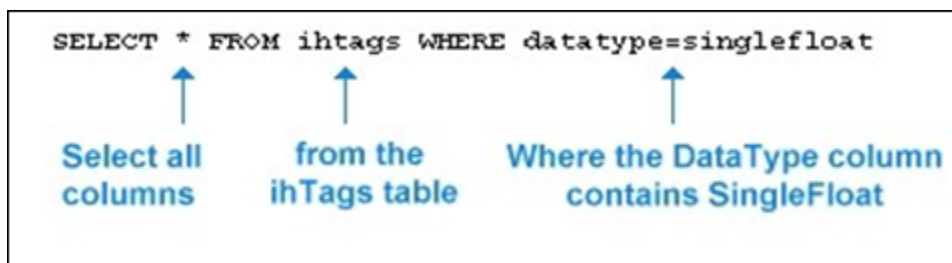 SELECT * FROM ihtags WHERE datatype=singlefloat
Select all
columns
from the
ihTags table
Where the DataType column
contains SingleFloat